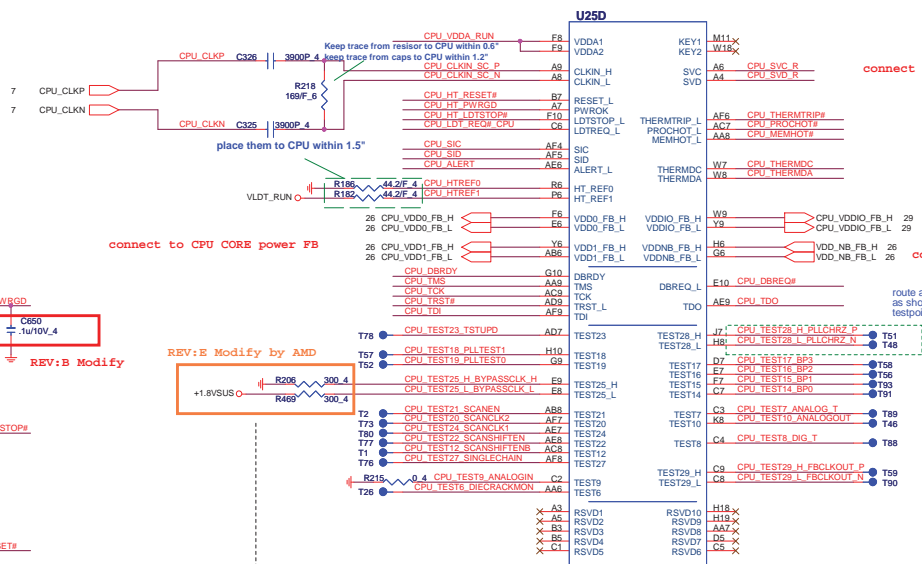 U25D
CPU_VDDA_RUN F8 VDDA1 KEY1 M11
F9 VDDA2 KEY2 W18
Keep trace from resisor to CPU within 0.6"
keep trace from caps to CPU within 1.2"
CPU_CLKP C326 3900P_4
CPU_CLKIN_SC_P A9 CLKIN_H SVC A6 CPU_SVC_R
CPU_CLKIN_SC_N A8 CLKIN_L SVD A4 CPU_SVD_R
connect
7 CPU_CLKP
R218
169/F_6
7 CPU_CLKN
CPU_CLKN C325 3900P_4
CPU_HT_RESET# B7 RESET_L
CPU_HT_PWRGD A7 PWROK
CPU_HT_LDTSTOP# F10 LDTSTOP_L THERMTRIP_L AF6 CPU_THERMTRIP#
CPU_LDT_REQ#_CPU C6 LDTREQ_L PROCHOT_L AC7 CPU_PROCHOT#
MEMHOT_L AA8 CPU_MEMHOT#
place them to CPU within 1.5"
CPU_SIC AF4 SIC
CPU_SID AF5 SID
CPU_ALERT AE6 ALERT_L THERMDC W7 CPU_THERMDC
THERMDA W8 CPU_THERMDA
R186 44.2/F_4 CPU_HTREF0 R6 HT_REF0
VLDT_RUN R182 44.2/F_4 CPU_HTREF1 P6 HT_REF1
26 CPU_VDD0_FB_H F6 VDD0_FB_H VDDIO_FB_H W9 CPU_VDDIO_FB_H 29
26 CPU_VDD0_FB_L E6 VDD0_FB_L VDDIO_FB_L Y9 CPU_VDDIO_FB_L 29
connect to CPU CORE power FB
26 CPU_VDD1_FB_H Y6 VDD1_FB_H VDDNB_FB_H H6 VDD_NB_FB_H 26
26 CPU_VDD1_FB_L AB6 VDD1_FB_L VDDNB_FB_L G6 VDD_NB_FB_L 26
CPU_DBRDY G10 DBRDY
CPU_TMS AA9 TMS DBREQ_L E10 CPU_DBREQ#
CPU_TCK AC9 TCK
CPU_TRST# AD9 TRST_L TDO AE9 CPU_TDO
CPU_TDI AF9 TDI
route a
as sho
testpoi
WRGD
C650
.1u/10V_4
REV:B Modify
T78 CPU_TEST23_TSTUPD AD7 TEST23 TEST28_H J7 CPU_TEST28_H_PLLCHRZ_P T51
TEST28_L H8 CPU_TEST28_L_PLLCHRZ_N T48
T57 CPU_TEST18_PLLTEST1 H10 TEST18
T52 CPU_TEST19_PLLTEST0 G9 TEST19
TEST17 D7 CPU_TEST17_BP3 T58
TEST16 E7 CPU_TEST16_BP2 T56
TEST15 F7 CPU_TEST15_BP1 T93
TEST14 C7 CPU_TEST14_BP0 T91
REV:E Modify by AMD
R206 300_4 CPU_TEST25_H_BYPASSCLK_H E9 TEST25_H
+1.8VSUS R469 300_4 CPU_TEST25_L_BYPASSCLK_L E8 TEST25_L
T2 CPU_TEST21_SCANEN AB8 TEST21 TEST7 C3 CPU_TEST7_ANALOG_T T89
T73 CPU_TEST20_SCANCLK2 AF7 TEST20 TEST10 K8 CPU_TEST10_ANALOGOUT T46
T80 CPU_TEST24_SCANCLK1 AE7 TEST24
T77 CPU_TEST22_SCANSHIFTEN AE8 TEST22 TEST8 C4 CPU_TEST8_DIG_T T88
T1 CPU_TEST12_SCANSHIFTENB AC8 TEST12
T76 CPU_TEST27_SINGLECHAIN AF8 TEST27
STOP#
R215 0_4 CPU_TEST9_ANALOGIN C2 TEST9 TEST29_H C9 CPU_TEST29_H_FBCLKOUT_P T59
T26 CPU_TEST6_DIECRACKMON AA6 TEST6 TEST29_L C8 CPU_TEST29_L_FBCLKOUT_N T90
A3 RSVD1 RSVD10 H18
A5 RSVD2 RSVD9 H19
B3 RSVD3 RSVD8 AA7
B5 RSVD4 RSVD7 D5
C1 RSVD5 RSVD6 C5
SET#